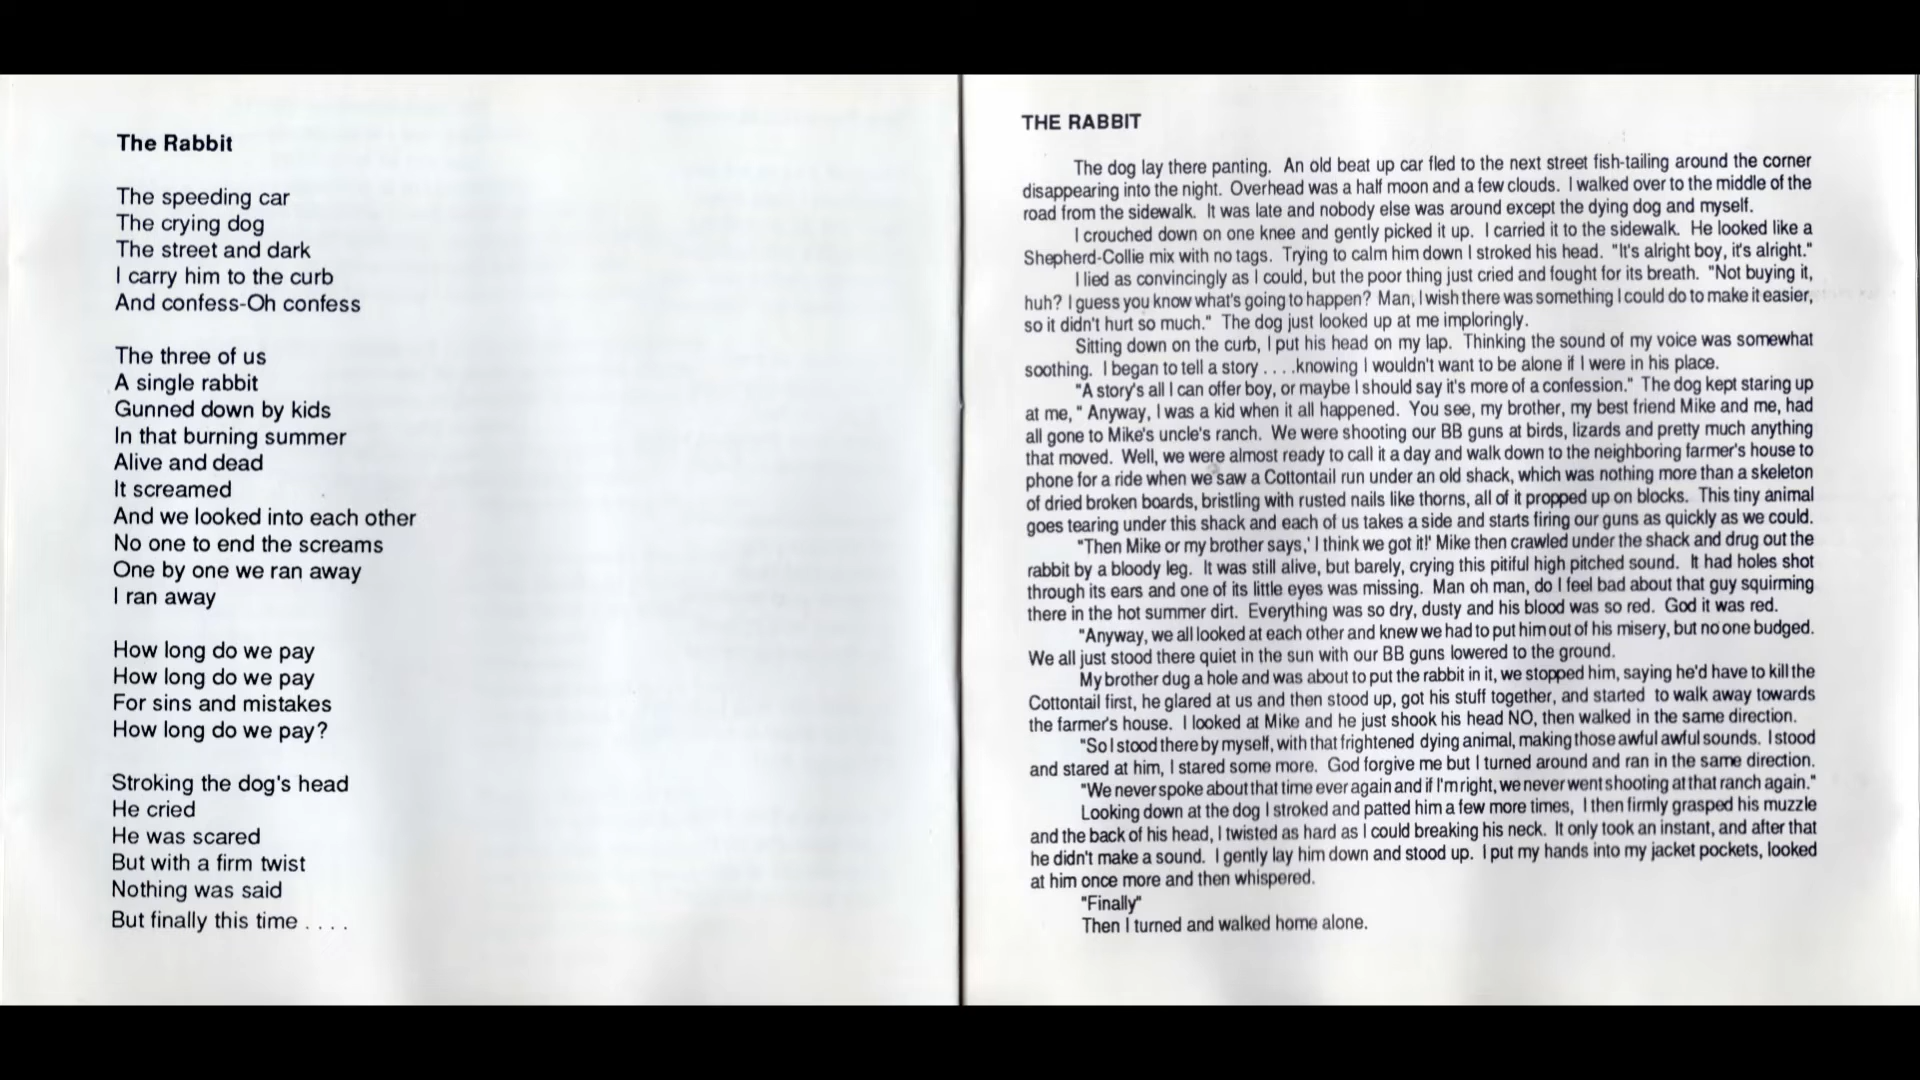 The Rabbit
The speeding car
The crying dog
The street and dark
I carry him to the curb
And confess-Oh confess
The three of us
A single rabbit
Gunned down by kids
In that burning summer
Alive and dead
It screamed
And we looked into each other
No one to end the screams
One by one we ran away
I ran away
How long do we pay
How long do we pay
For sins and mistakes
How long do we pay?
Stroking the dog's head
He cried
He was scared
But with a firm twist
Nothing was said
But finally this time . . . .
THE RABBIT
The dog lay there panting. An old beat up car fled to the next street fish-tailing around the corner
disappearing into the night. Overhead was a half moon and a few clouds. I walked over to the middle of the
road from the sidewalk. It was late and nobody else was around except the dying dog and myself.
I crouched down on one knee and gently picked it up. I carried it to the sidewalk. He looked like a
Shepherd-Collie mix with no tags. Trying to calm him down I stroked his head. "It's alright boy, it's alright."
I lied as convincingly as I could, but the poor thing just cried and fought for its breath. "Not buying it,
huh? I guess you know what's going to happen? Man, I wish there was something I could do to make it easier,
so it didn't hurt so much." The dog just looked up at me imploringly.
Sitting down on the curb, I put his head on my lap. Thinking the sound of my voice was somewhat
soothing. I began to tell a story . . . .knowing I wouldn't want to be alone if I were in his place.
"A story's all I can offer boy, or maybe I should say it's more of a confession." The dog kept staring up
at me, " Anyway, I was a kid when it all happened. You see, my brother, my best friend Mike and me, had
all gone to Mike's uncle's ranch. We were shooting our BB guns at birds, lizards and pretty much anything
that moved. Well, we were almost ready to call it a day and walk down to the neighboring farmer's house to
phone for a ride when we saw a Cottontail run under an old shack, which was nothing more than a skeleton
of dried broken boards, bristling with rusted nails like thorns, all of it propped up on blocks. This tiny animal
goes tearing under this shack and each of us takes a side and starts firing our guns as quickly as we could.
"Then Mike or my brother says,' I think we got it!' Mike then crawled under the shack and drug out the
rabbit by a bloody leg. It was still alive, but barely, crying this pitiful high pitched sound. It had holes shot
through its ears and one of its little eyes was missing. Man oh man, do I feel bad about that guy squirming
there in the hot summer dirt. Everything was so dry, dusty and his blood was so red. God it was red.
"Anyway, we all looked at each other and knew we had to put him out of his misery, but no one budged.
We all just stood there quiet in the sun with our BB guns lowered to the ground.
My brother dug a hole and was about to put the rabbit in it, we stopped him, saying he'd have to kill the
Cottontail first, he glared at us and then stood up, got his stuff together, and started to walk away towards
the farmer's house. I looked at Mike and he just shook his head NO, then walked in the same direction.
"So I stood there by myself, with that frightened dying animal, making those awful awful sounds. I stood
and stared at him, I stared some more. God forgive me but I turned around and ran in the same direction.
"We never spoke about that time ever again and if I'm right, we never went shooting at that ranch again."
Looking down at the dog I stroked and patted him a few more times, I then firmly grasped his muzzle
and the back of his head, I twisted as hard as I could breaking his neck. It only took an instant, and after that
he didn't make a sound. I gently lay him down and stood up. I put my hands into my jacket pockets, looked
at him once more and then whispered.
"Finally"
Then I turned and walked home alone.